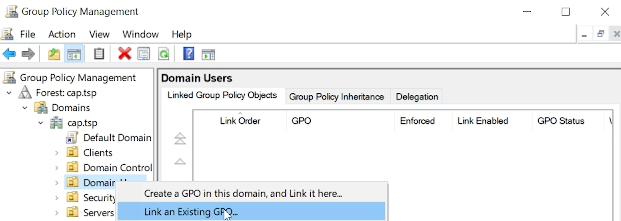 Group Policy Management
File Action View Window Help
Group Policy Management
Forest: cap.tsp
Domains
cap.tsp
Default Domain
Clients
Domain Control
Domain
Security
Servers
Domain Users
Linked Group Policy Objects Group Policy Inheritance Delegation
Link Order GPO Enforced Link Enabled GPO Status
Create a GPO in this domain, and Link it here...
Link an Existing GPO...